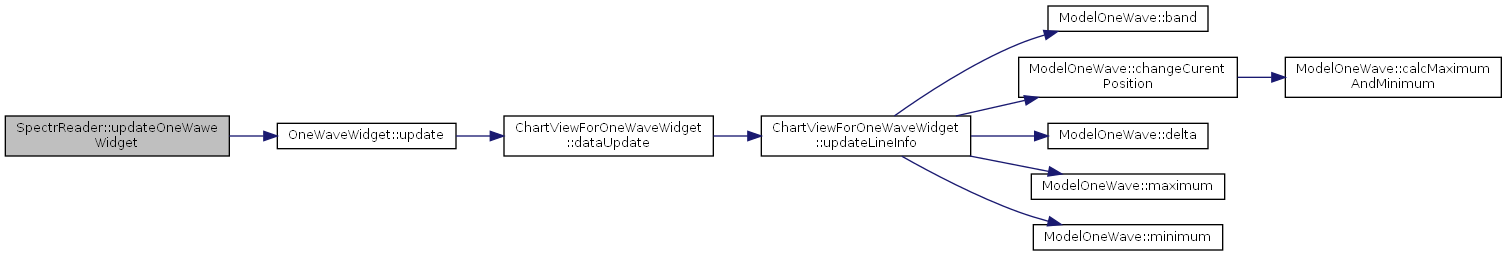 SpectrReader::updateOneWawe
Widget
OneWaveWidget::update
ChartViewForOneWaveWidget
::dataUpdate
ChartViewForOneWaveWidget
::updateLineInfo
ModelOneWave::band
ModelOneWave::changeCurent
Position
ModelOneWave::calcMaximum
AndMinimum
ModelOneWave::delta
ModelOneWave::maximum
ModelOneWave::minimum